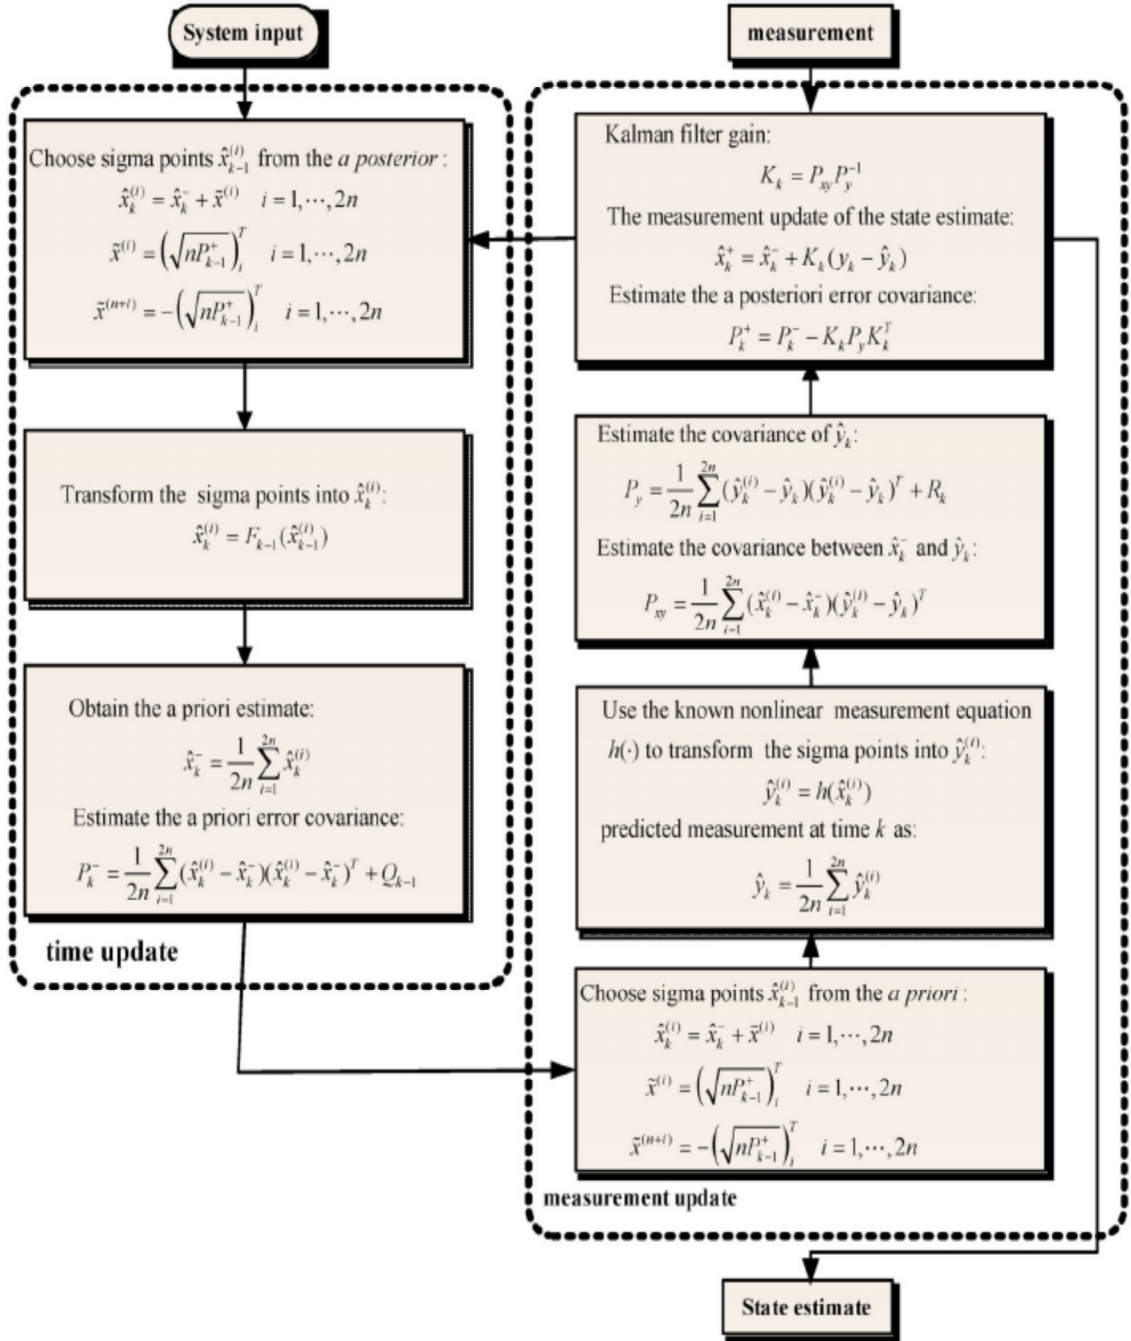 System input
Choose sigma points x̂_{k-1}^{(i)} from the a posterior :
x̂_k^{(i)} = x̂_k^- + x̃^{(i)}   i = 1,⋯,2n
x̃^{(i)} = (√(nP_{k-1}^+))_i^T   i = 1,⋯,2n
x̃^{(n+i)} = -(√(nP_{k-1}^+))_i^T   i = 1,⋯,2n
Transform the sigma points into x̂_k^{(i)}:
x̂_k^{(i)} = F_{k-1}(x̂_{k-1}^{(i)})
Obtain the a priori estimate:
x̂_k^- = \frac{1}{2n} ∑_{i=1}^{2n} x̂_k^{(i)}
Estimate the a priori error covariance:
P_k^- = \frac{1}{2n} ∑_{i=1}^{2n} (x̂_k^{(i)} - x̂_k^-)(x̂_k^{(i)} - x̂_k^-)^T + Q_{k-1}
time update
measurement
Kalman filter gain:
K_k = P_{xy}P_y^{-1}
The measurement update of the state estimate:
x̂_k^+ = x̂_k^- + K_k(y_k - ŷ_k)
Estimate the a posteriori error covariance:
P_k^+ = P_k^- - K_kP_yK_k^T
Estimate the covariance of ŷ_k:
P_y = \frac{1}{2n} ∑_{i=1}^{2n} (ŷ_k^{(i)} - ŷ_k)(ŷ_k^{(i)} - ŷ_k)^T + R_k
Estimate the covariance between x̂_k^- and ŷ_k:
P_{xy} = \frac{1}{2n} ∑_{i=1}^{2n} (x̂_k^{(i)} - x̂_k^-)(ŷ_k^{(i)} - ŷ_k)^T
Use the known nonlinear measurement equation
h(·) to transform the sigma points into ŷ_k^{(i)}:
ŷ_k^{(i)} = h(x̂_k^{(i)})
predicted measurement at time k as:
ŷ_k = \frac{1}{2n} ∑_{i=1}^{2n} ŷ_k^{(i)}
Choose sigma points x̂_{k-1}^{(i)} from the a priori :
x̂_k^{(i)} = x̂_k^- + x̃^{(i)}   i = 1,⋯,2n
x̃^{(i)} = (√(nP_{k-1}^+))_i^T   i = 1,⋯,2n
x̃^{(n+i)} = -(√(nP_{k-1}^+))_i^T   i = 1,⋯,2n
measurement update
State estimate